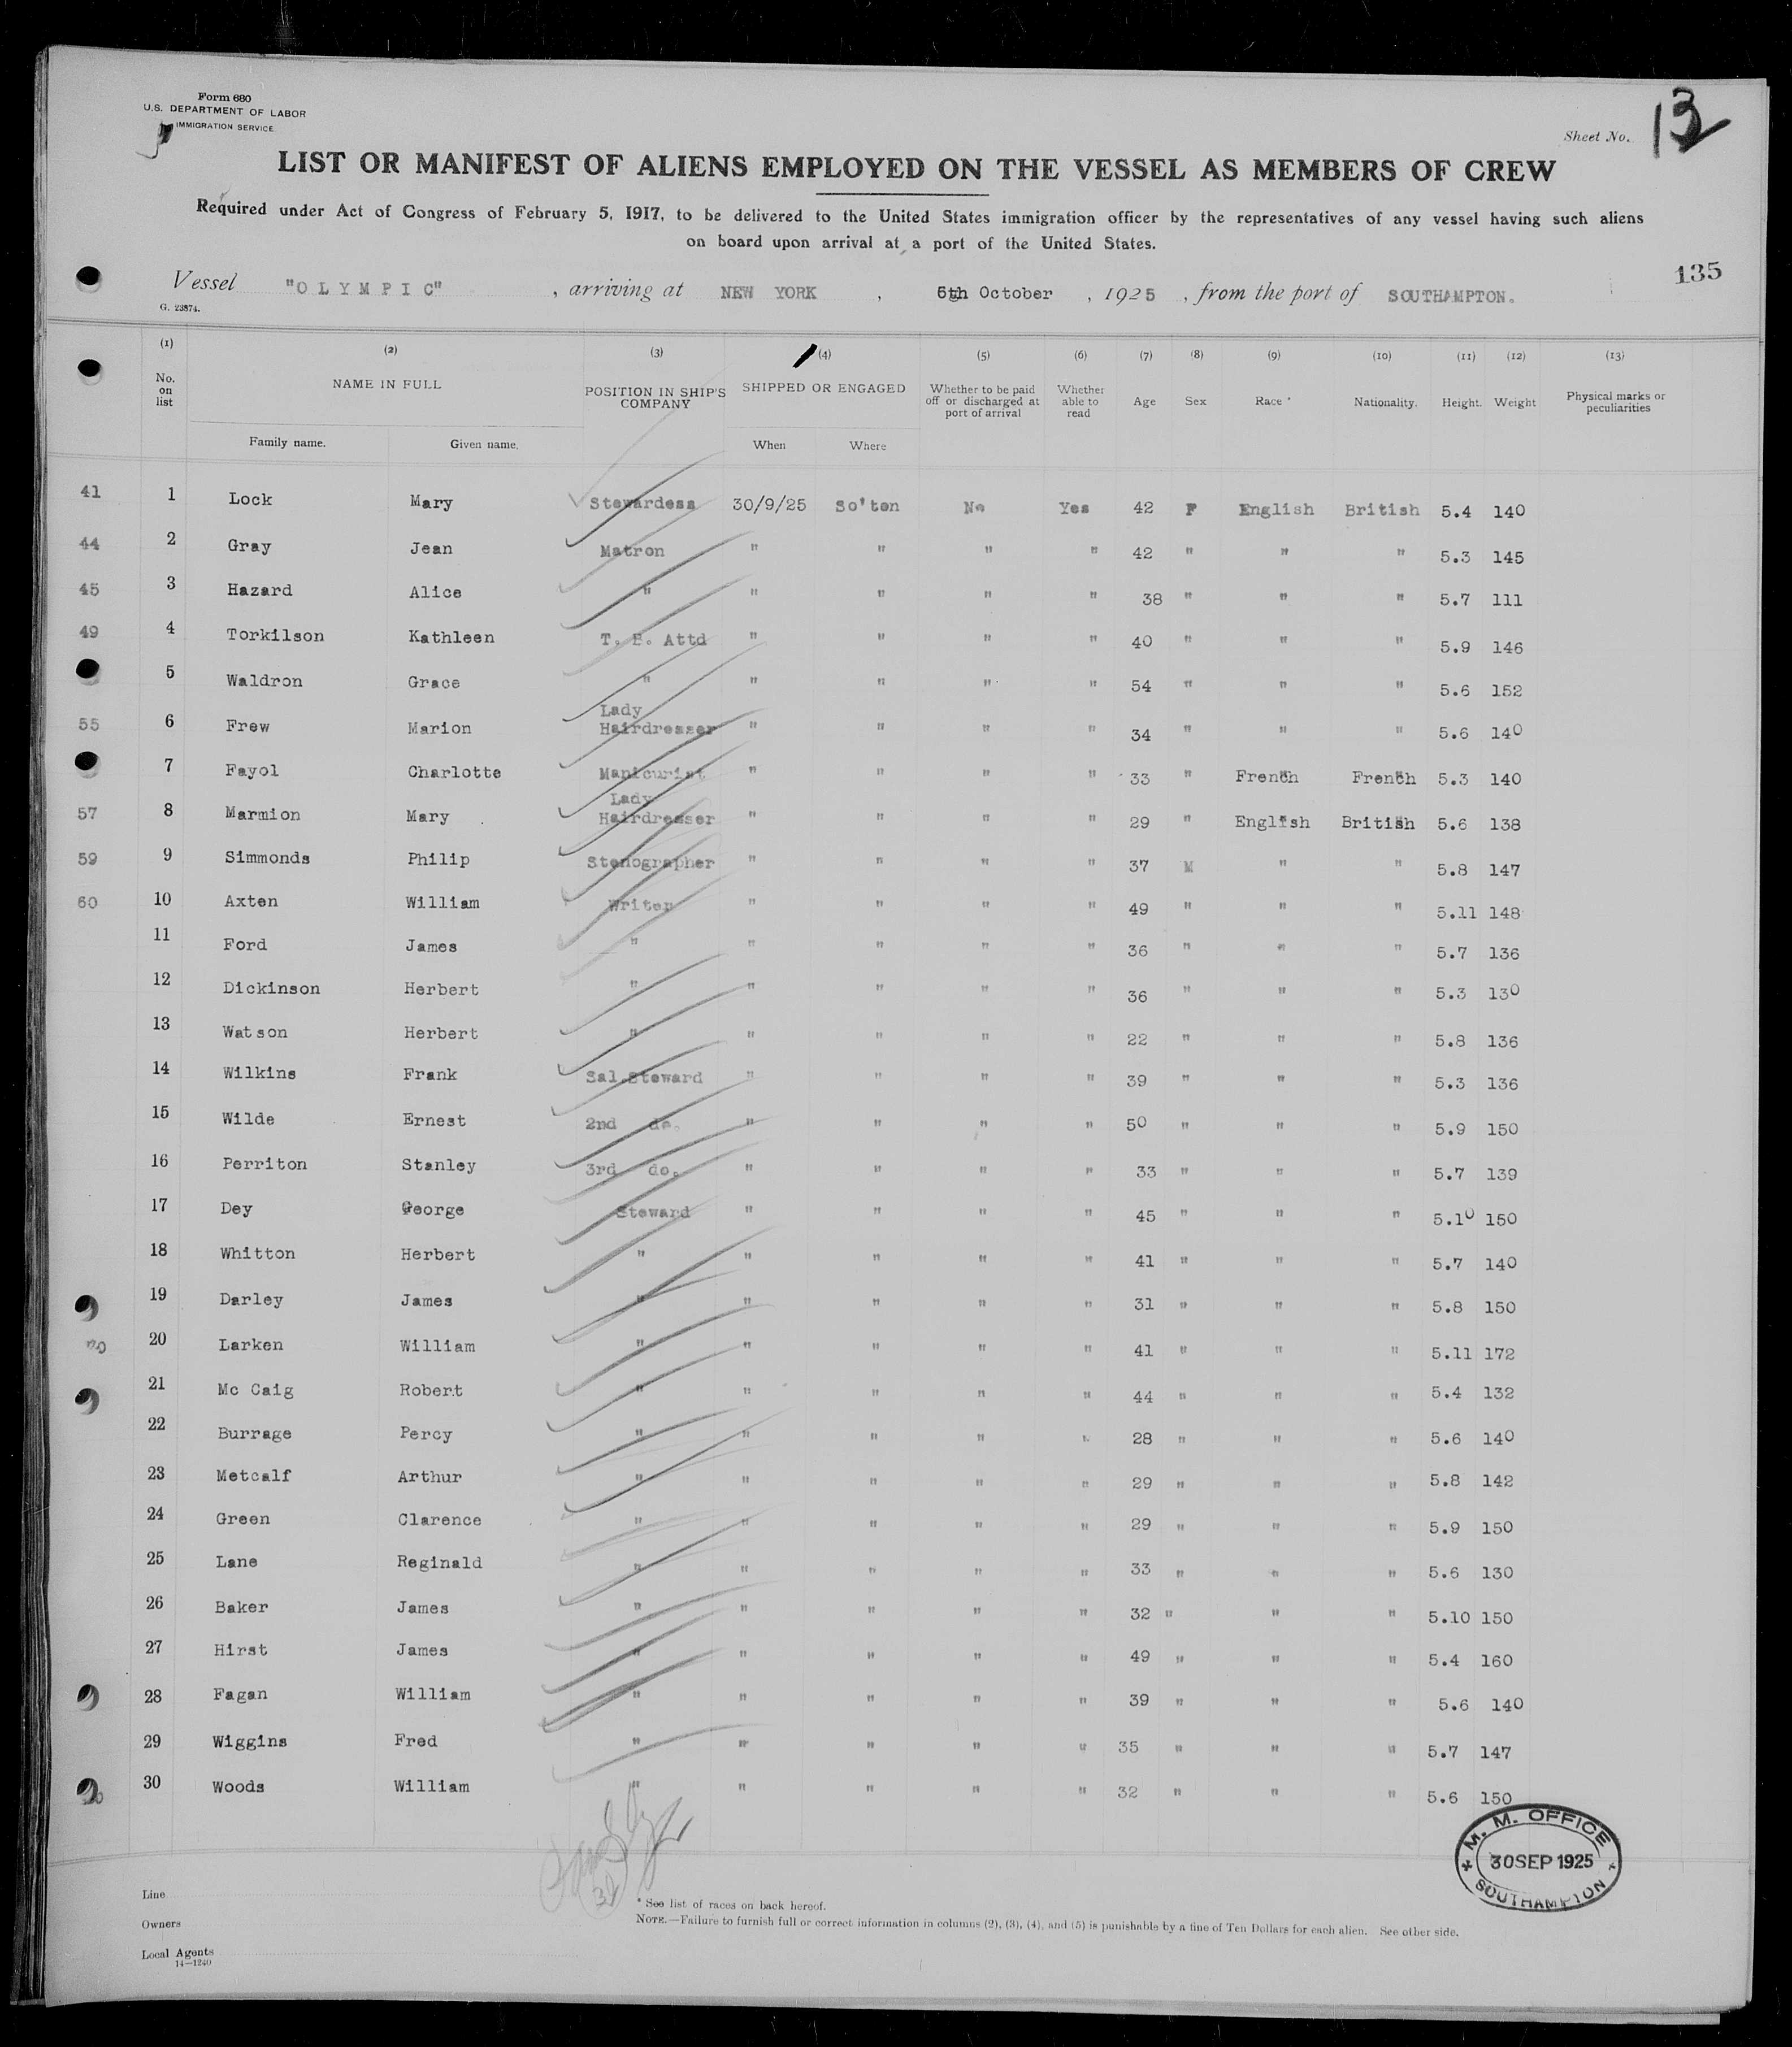 Form 680
U.S. DEPARTMENT OF LABOR
IMMIGRATION SERVICE
Sheet No. 13
LIST OR MANIFEST OF ALIENS EMPLOYED ON THE VESSEL AS MEMBERS OF CREW
Required under Act of Congress of February 5, 1917, to be delivered to the United States immigration officer by the representatives of any vessel having such aliens
on board upon arrival at a port of the United States.
135
Vessel "OLYMPIC" , arriving at NEW YORK , 6th October , 1925 , from the port of SOUTHAMPTON.
G. 23874.
(1) (2) (3) (4) (5) (6) (7) (8) (9) (10) (11) (12) (13)
No. on list NAME IN FULL POSITION IN SHIP'S COMPANY SHIPPED OR ENGAGED Whether to be paid off or discharged at port of arrival Whether able to read Age Sex Race * Nationality. Height. Weight Physical marks or peculiarities
Family name. Given name. When Where
41 1 Lock Mary Stewardess 30/9/25 So'ton No Yes 42 F English British 5.4 140
44 2 Gray Jean Matron " " " " 42 " " " 5.3 145
45 3 Hazard Alice " " " " " 38 " " " 5.7 111
49 4 Torkilson Kathleen T. B. Attd " " " " 40 " " " 5.9 146
5 Waldron Grace " " " " " 54 " " " 5.6 152
55 6 Frew Marion Lady Hairdresser " " " " 34 " " " 5.6 140
7 Fayol Charlotte Manicurist " " " " 33 " French French 5.3 140
57 8 Marmion Mary Lady Hairdresser " " " " 29 " English British 5.6 138
59 9 Simmonds Philip Stenographer " " " " 37 M " " 5.8 147
60 10 Axten William Writer " " " " 49 " " " 5.11 148
11 Ford James " " " " " 36 " " " 5.7 136
12 Dickinson Herbert " " " " " 36 " " " 5.3 130
13 Watson Herbert " " " " " 22 " " " 5.8 136
14 Wilkins Frank Sal.Steward " " " " 39 " " " 5.3 136
15 Wilde Ernest 2nd do. " " " " 50 " " " 5.9 150
16 Perriton Stanley 3rd do. " " " " 33 " " " 5.7 139
17 Dey George Steward " " " " 45 " " " 5.10 150
18 Whitton Herbert " " " " " 41 " " " 5.7 140
19 Darley James " " " " " 31 " " " 5.8 150
70 20 Larken William " " " " " 41 " " " 5.11 172
21 Mc Caig Robert " " " " " 44 " " " 5.4 132
22 Burrage Percy " " " " " 28 " " " 5.6 140
23 Metcalf Arthur " " " " " 29 " " " 5.8 142
24 Green Clarence " " " " " 29 " " " 5.9 150
25 Lane Reginald " " " " " 33 " " " 5.6 130
26 Baker James " " " " " 32 " " " 5.10 150
27 Hirst James " " " " " 49 " " " 5.4 160
28 Fagan William " " " " " 39 " " " 5.6 140
29 Wiggins Fred " " " " " 35 " " " 5.7 147
30 Woods William " " " " " 32 " " " 5.6 150
M. M. OFFICE
30 SEP 1925
SOUTHAMPTON
Line
Owners
Local Agents
14—1240
* See list of races on back hereof.
NOTE.—Failure to furnish full or correct information in columns (2), (3), (4), and (5) is punishable by a fine of Ten Dollars for each alien. See other side.